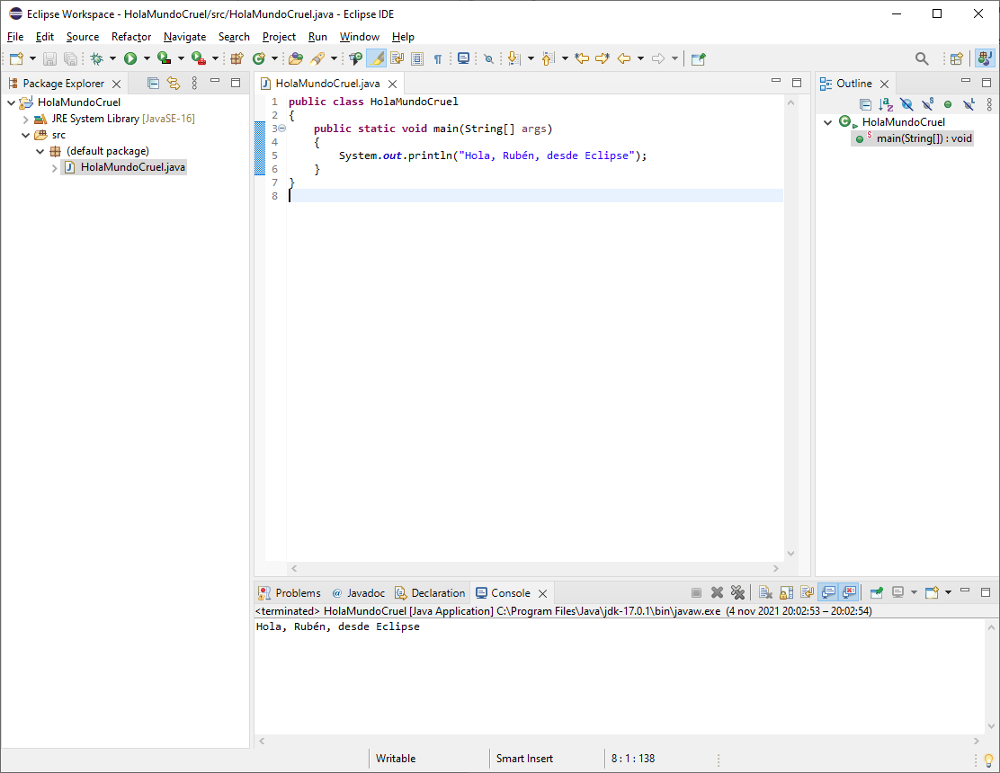 Eclipse Workspace - HolaMundoCruel/src/HolaMundoCruel.java - Eclipse IDE
File Edit Source Refactor Navigate Search Project Run Window Help
Package Explorer
HolaMundoCruel
JRE System Library [JavaSE-16]
src
(default package)
HolaMundoCruel.java
HolaMundoCruel.java
1 public class HolaMundoCruel
2 {
3 public static void main(String[] args)
4 {
5 System.out.println("Hola, Rubén, desde Eclipse");
6 }
7 }
8
Outline
HolaMundoCruel
main(String[]) : void
Problems Javadoc Declaration Console
<terminated> HolaMundoCruel [Java Application] C:\Program Files\Java\jdk-17.0.1\bin\javaw.exe (4 nov 2021 20:02:53 – 20:02:54)
Hola, Rubén, desde Eclipse
Writable Smart Insert 8 : 1 : 138